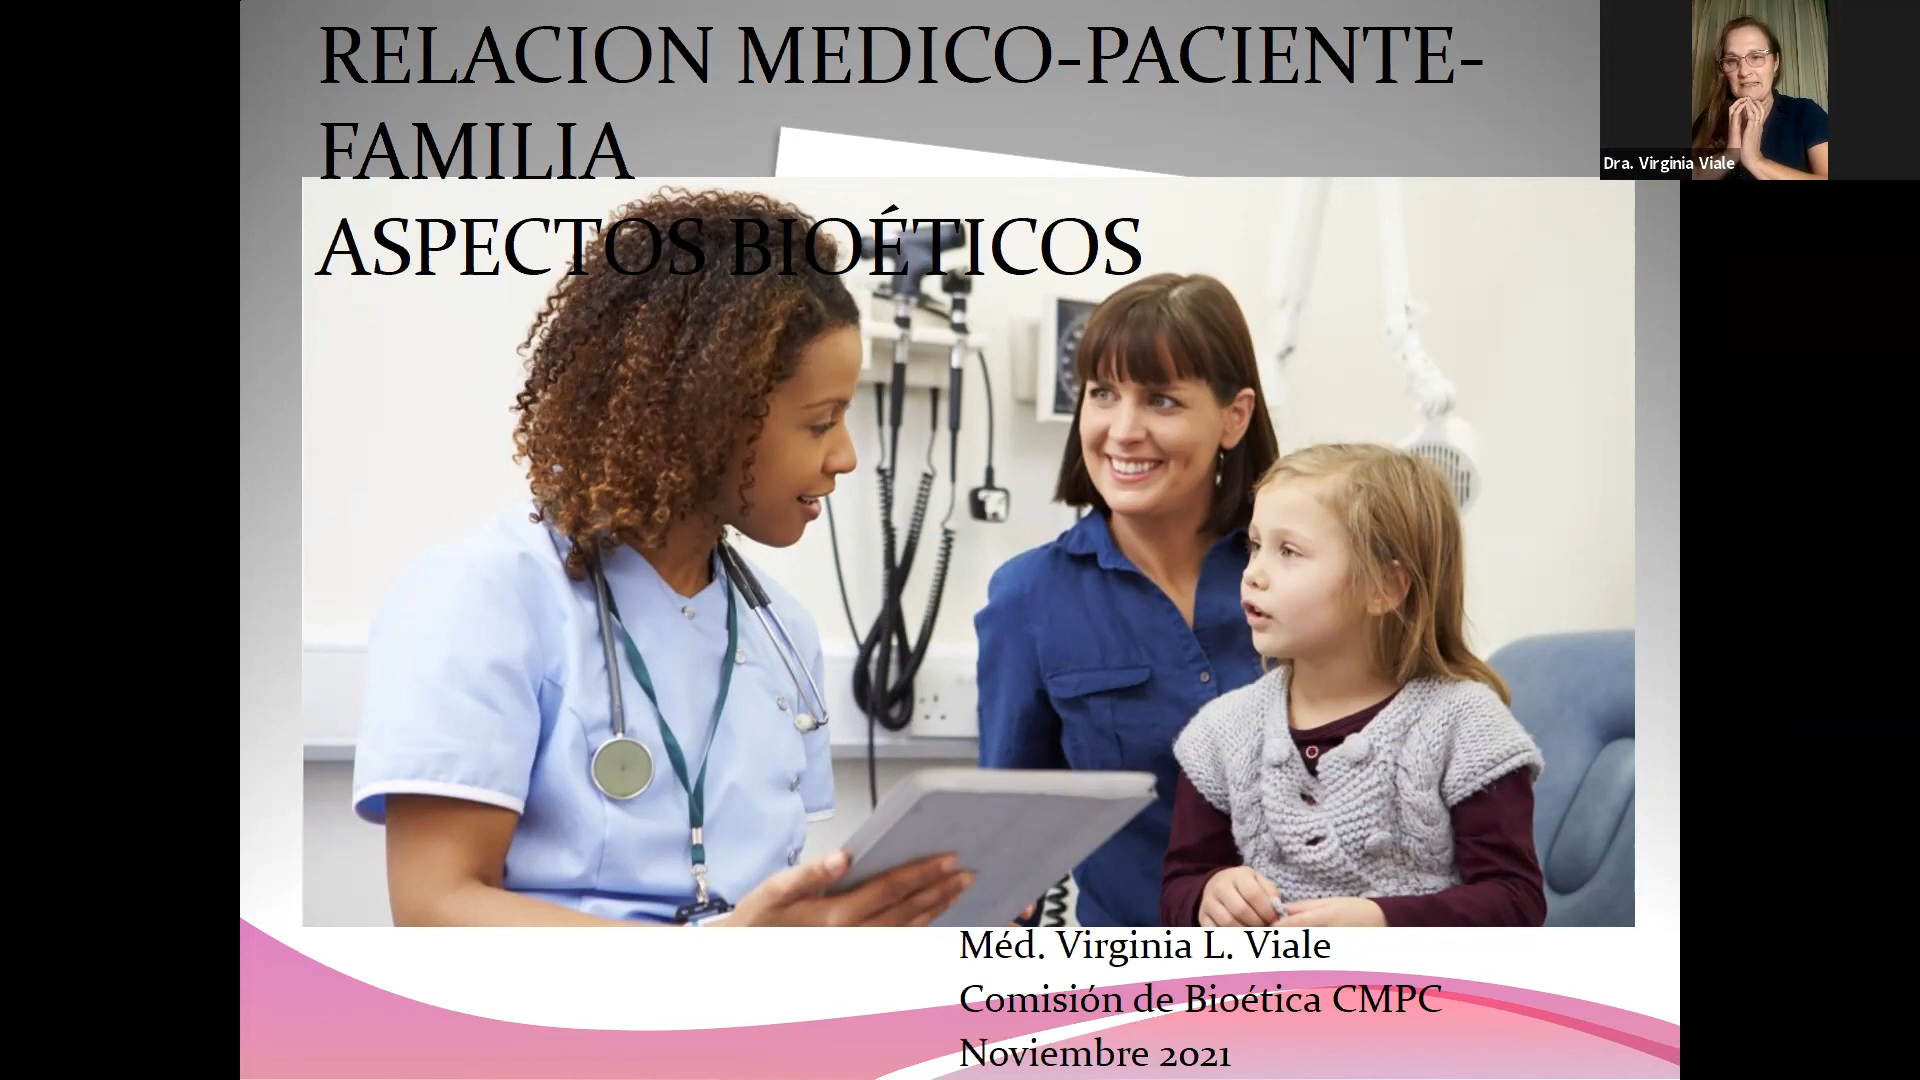 RELACION MEDICO-PACIENTE-
FAMILIA
ASPECTOS BIOÉTICOS
Dra. Virginia Viale
Méd. Virginia L. Viale
Comisión de Bioética CMPC
Noviembre 2021